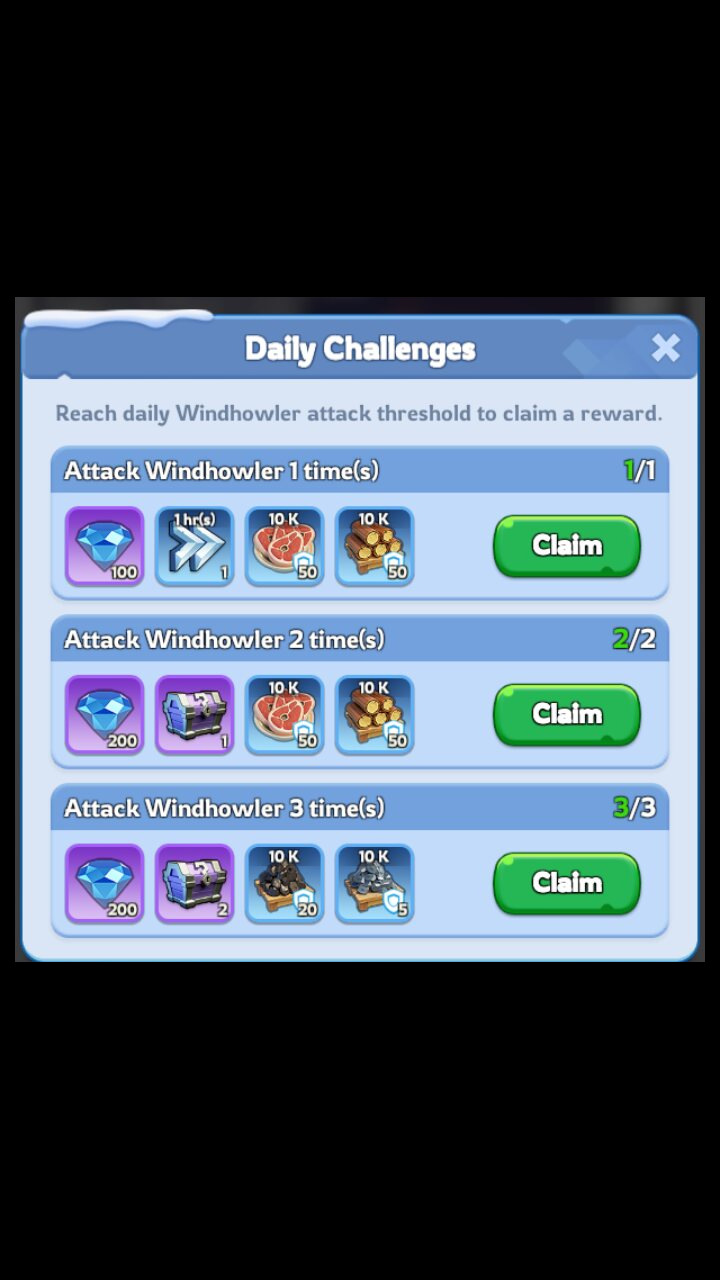 Daily Challenges
Reach daily Windhowler attack threshold to claim a reward.
Attack Windhowler 1 time(s) 1/1
1 hr(s) 10 K 10 K
100 1 50 50
Claim
Attack Windhowler 2 time(s) 2/2
10 K 10 K
200 1 50 50
Claim
Attack Windhowler 3 time(s) 3/3
10 K 10 K
200 2 20 5
Claim